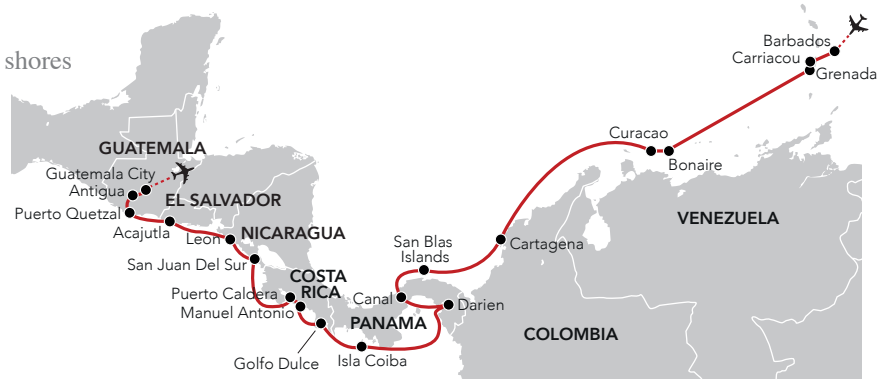 shores
Barbados
Carriacou
Grenada
Curacao
Bonaire
GUATEMALA
Guatemala City
Antigua
EL SALVADOR
Puerto Quetzal
Acajutla
Leon
NICARAGUA
VENEZUELA
San Blas
Islands
Cartagena
San Juan Del Sur
COSTA
RICA
Puerto Caldera
Canal
Darien
Manuel Antonio
PANAMA
COLOMBIA
Golfo Dulce
Isla Coiba